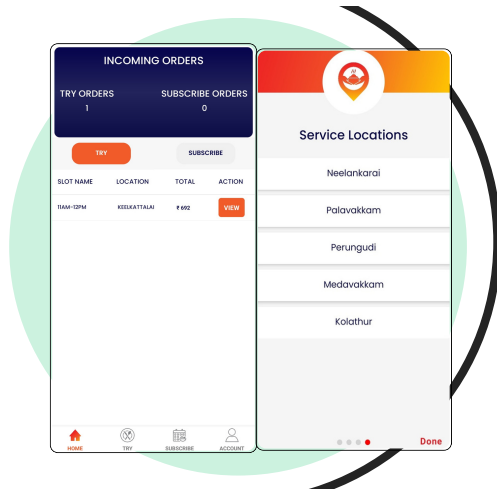 INCOMING ORDERS
TRY ORDERS SUBSCRIBE ORDERS
1 0
TRY SUBSCRIBE
SLOT NAME LOCATION TOTAL ACTION
11AM-12PM KEELKATTALAI ₹ 692 VIEW
HOME TRY SUBSCRIBE ACCOUNT
Service Locations
Neelankarai
Palavakkam
Perungudi
Medavakkam
Kolathur
Done